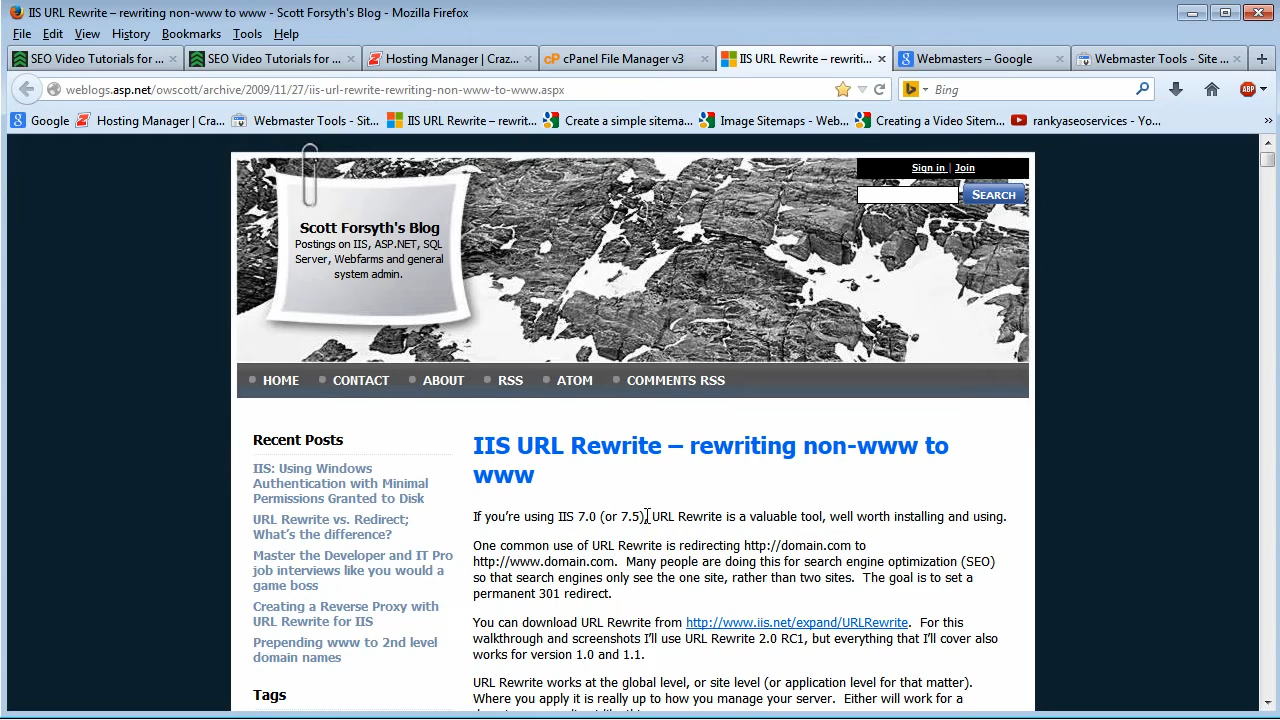 IIS URL Rewrite – rewriting non-www to www - Scott Forsyth's Blog - Mozilla Firefox
File Edit View History Bookmarks Tools Help
SEO Video Tutorials for ... × SEO Video Tutorials for ... × Hosting Manager | Craz... × cPanel File Manager v3 × IIS URL Rewrite – rewriti... × Webmasters – Google × Webmaster Tools - Site ... ×
weblogs.asp.net/owscott/archive/2009/11/27/iis-url-rewrite-rewriting-non-www-to-www.aspx Bing ABP
Google Hosting Manager | Cra... Webmaster Tools - Sit... IIS URL Rewrite – rewrit... Create a simple sitema... Image Sitemaps - Web... Creating a Video Sitem... rankyaseoservices - Yo... »
Sign in | Join
SEARCH
Scott Forsyth's Blog
Postings on IIS, ASP.NET, SQL
Server, Webfarms and general
system admin.
HOME CONTACT ABOUT RSS ATOM COMMENTS RSS
Recent Posts
IIS: Using Windows
Authentication with Minimal
Permissions Granted to Disk
URL Rewrite vs. Redirect;
What's the difference?
Master the Developer and IT Pro
job interviews like you would a
game boss
Creating a Reverse Proxy with
URL Rewrite for IIS
Prepending www to 2nd level
domain names
Tags
IIS URL Rewrite – rewriting non-www to
www
If you're using IIS 7.0 (or 7.5), URL Rewrite is a valuable tool, well worth installing and using.
One common use of URL Rewrite is redirecting http://domain.com to
http://www.domain.com. Many people are doing this for search engine optimization (SEO)
so that search engines only see the one site, rather than two sites. The goal is to set a
permanent 301 redirect.
You can download URL Rewrite from http://www.iis.net/expand/URLRewrite. For this
walkthrough and screenshots I'll use URL Rewrite 2.0 RC1, but everything that I'll cover also
works for version 1.0 and 1.1.
URL Rewrite works at the global level, or site level (or application level for that matter).
Where you apply it is really up to how you manage your server. Either will work for a